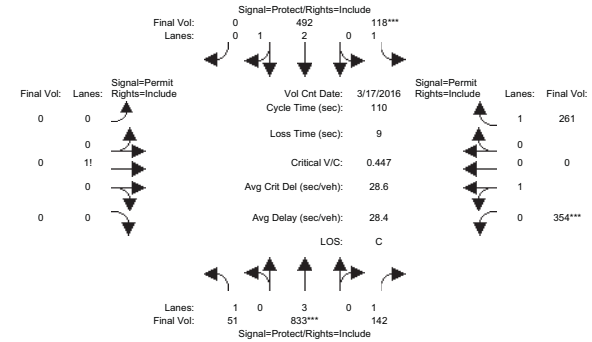 Signal=Protect/Rights=Include
Final Vol: 0 492 118***
Lanes: 0 1 2 0 1
Signal=Permit
Final Vol: Lanes: Rights=Include
Vol Cnt Date: 3/17/2016
Signal=Permit
Rights=Include Lanes: Final Vol:
Cycle Time (sec): 110
0 0
1 261
Loss Time (sec): 9
0
0
0 1!
Critical V/C: 0.447
0 0
0
Avg Crit Del (sec/veh): 28.6
1
0 0
Avg Delay (sec/veh): 28.4
0 354***
LOS: C
Lanes: 1 0 3 0 1
Final Vol: 51 833*** 142
Signal=Protect/Rights=Include